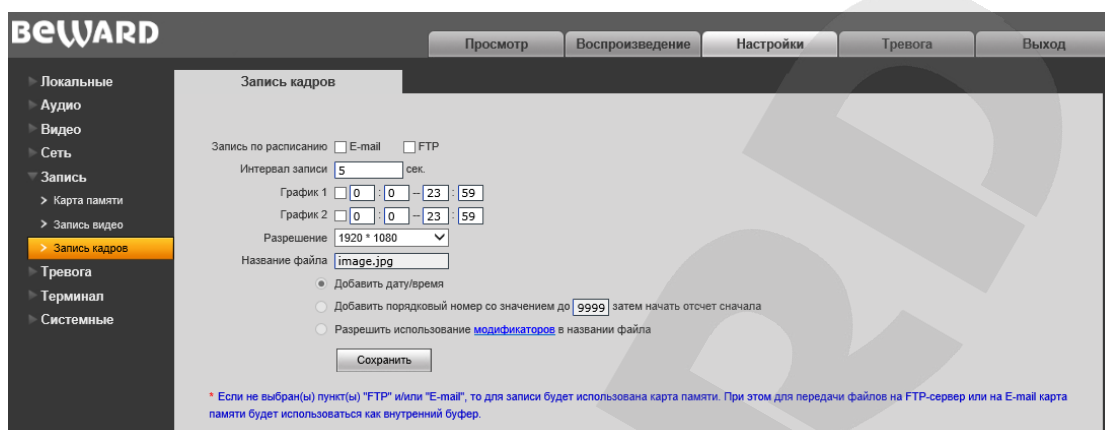 BEWARD
Просмотр Воспроизведение Настройки Тревога Выход
Локальные
Аудио
Видео
Сеть
Запись
> Карта памяти
> Запись видео
> Запись кадров
Тревога
Терминал
Системные
Запись кадров
Запись по расписанию E-mail FTP
Интервал записи 5 сек.
График 1 0 : 0 – 23 : 59
График 2 0 : 0 – 23 : 59
Разрешение 1920 * 1080
Название файла image.jpg
Добавить дату/время
Добавить порядковый номер со значением до 9999 затем начать отсчет сначала
Разрешить использование модификаторов в названии файла
Сохранить
* Если не выбран(ы) пункт(ы) "FTP" и/или "E-mail", то для записи будет использована карта памяти. При этом для передачи файлов на FTP-сервер или на E-mail карта
памяти будет использоваться как внутренний буфер.